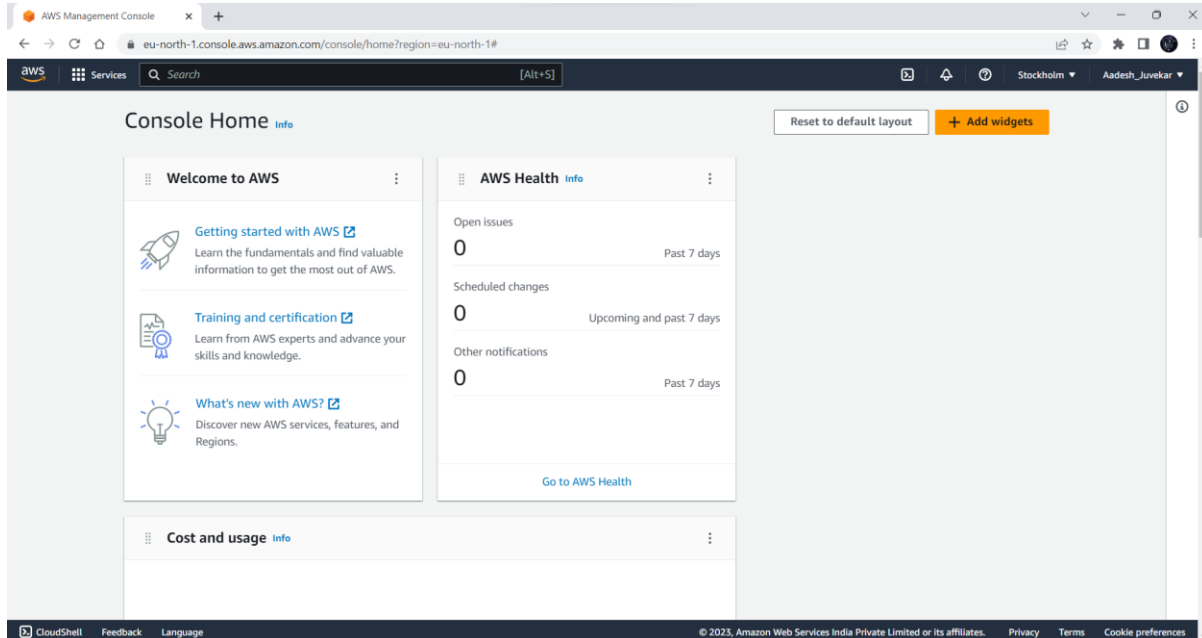 AWS Management Console
eu-north-1.console.aws.amazon.com/console/home?region=eu-north-1#
aws
Services
Search
[Alt+S]
Stockholm
Aadesh_Juvekar
Console Home Info
Reset to default layout
+ Add widgets
Welcome to AWS
Getting started with AWS
Learn the fundamentals and find valuable
information to get the most out of AWS.
Training and certification
Learn from AWS experts and advance your
skills and knowledge.
What's new with AWS?
Discover new AWS services, features, and
Regions.
AWS Health Info
Open issues
0
Past 7 days
Scheduled changes
0
Upcoming and past 7 days
Other notifications
0
Past 7 days
Go to AWS Health
Cost and usage Info
CloudShell
Feedback
Language
© 2023, Amazon Web Services India Private Limited or its affiliates.
Privacy
Terms
Cookie preferences